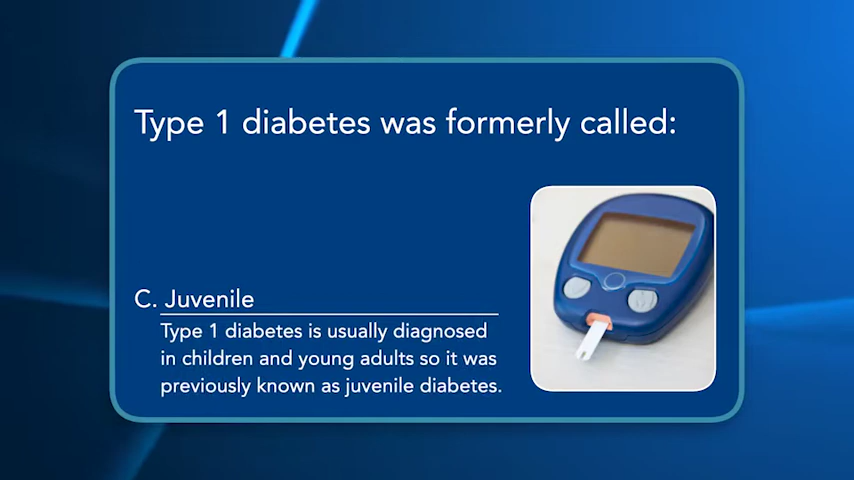 Type 1 diabetes was formerly called:
C. Juvenile
Type 1 diabetes is usually diagnosed
in children and young adults so it was
previously known as juvenile diabetes.